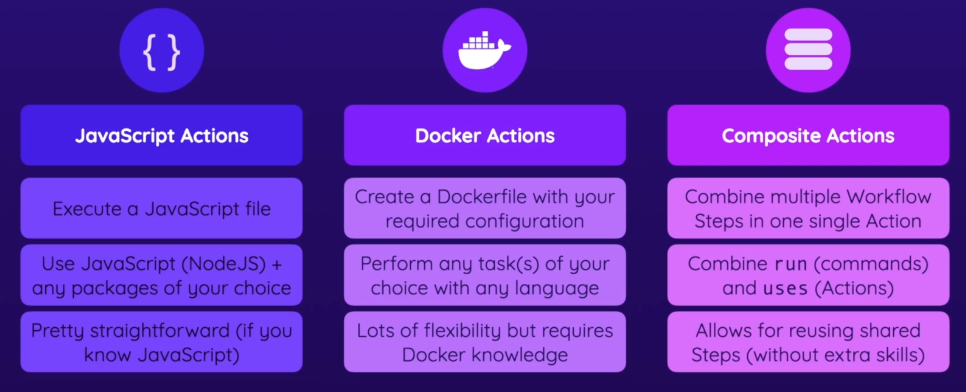 { }
JavaScript Actions
Execute a JavaScript file
Use JavaScript (NodeJS) +
any packages of your choice
Pretty straightforward (if you
know JavaScript)
Docker Actions
Create a Dockerfile with your
required configuration
Perform any task(s) of your
choice with any language
Lots of flexibility but requires
Docker knowledge
Composite Actions
Combine multiple Workflow
Steps in one single Action
Combine run (commands)
and uses (Actions)
Allows for reusing shared
Steps (without extra skills)